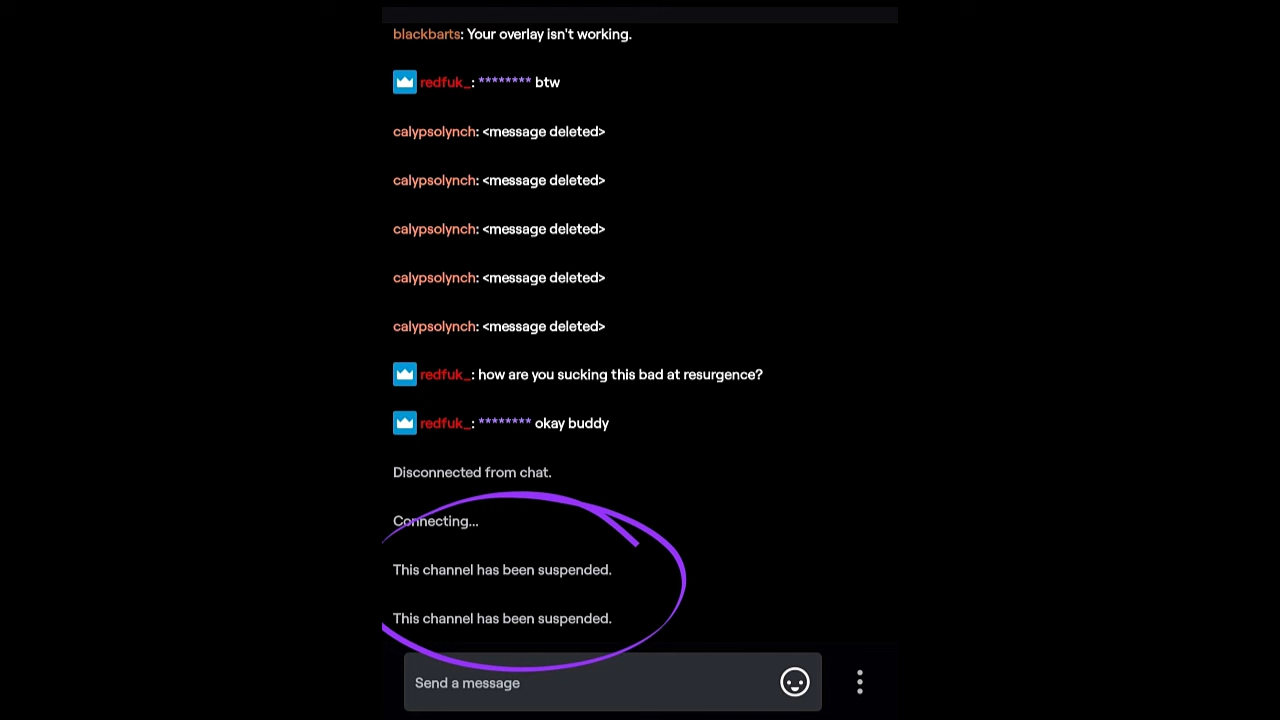 blackbarts: Your overlay isn't working.
redfuk_: ******** btw
calypsolynch: <message deleted>
calypsolynch: <message deleted>
calypsolynch: <message deleted>
calypsolynch: <message deleted>
calypsolynch: <message deleted>
redfuk_: how are you sucking this bad at resurgence?
redfuk_: ******** okay buddy
Disconnected from chat.
Connecting...
This channel has been suspended.
This channel has been suspended.
Send a message